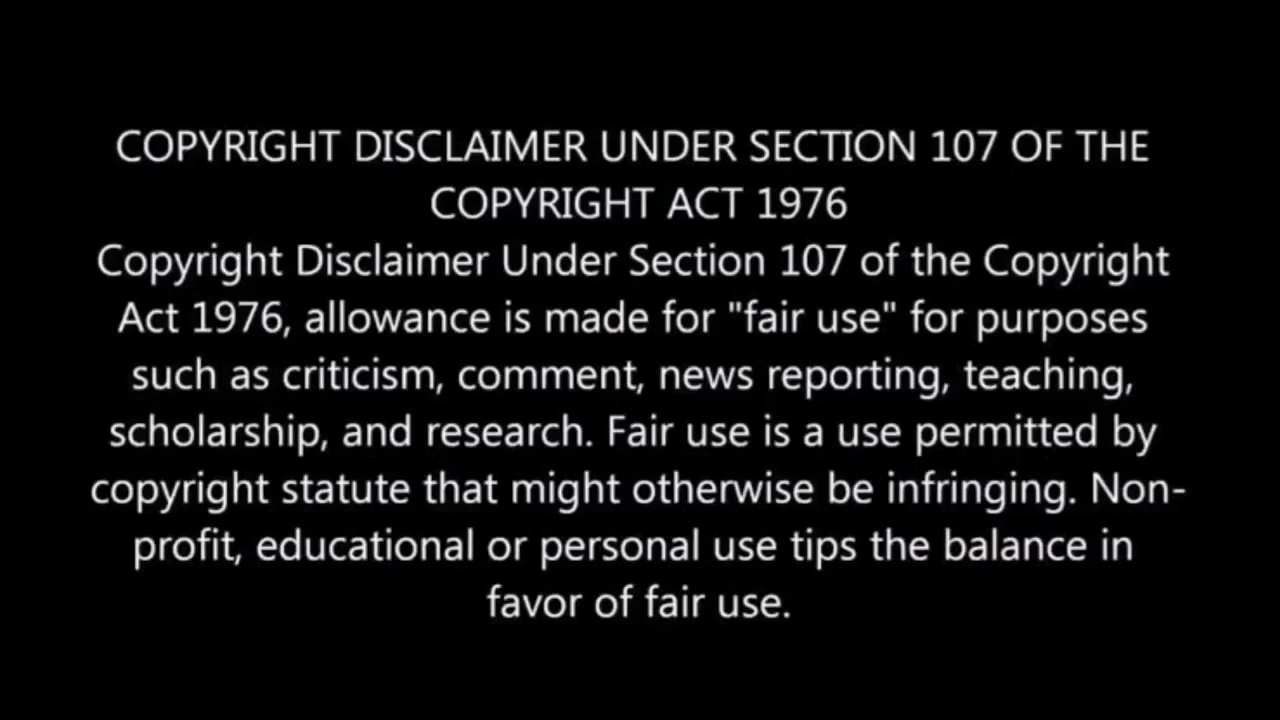 COPYRIGHT DISCLAIMER UNDER SECTION 107 OF THE
COPYRIGHT ACT 1976
Copyright Disclaimer Under Section 107 of the Copyright
Act 1976, allowance is made for "fair use" for purposes
such as criticism, comment, news reporting, teaching,
scholarship, and research. Fair use is a use permitted by
copyright statute that might otherwise be infringing. Non-
profit, educational or personal use tips the balance in
favor of fair use.